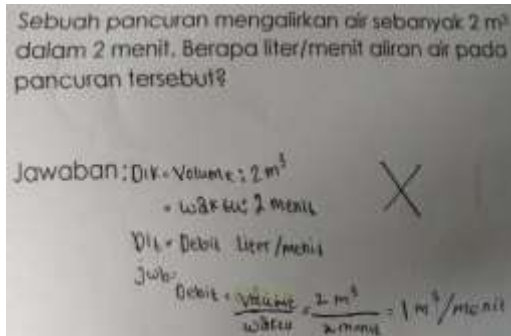 Sebuah pancuran mengalirkan air sebanyak 2 m³
dalam 2 menit. Berapa liter/menit aliran air pada
pancuran tersebut?
Jawaban: Dik = Volume : 2 m³
= waktu : 2 menit
Dit = Debit liter/menit
Jwb:
Debit = Volume / waktu = 2 m³ / 2 menit = 1 m³/menit